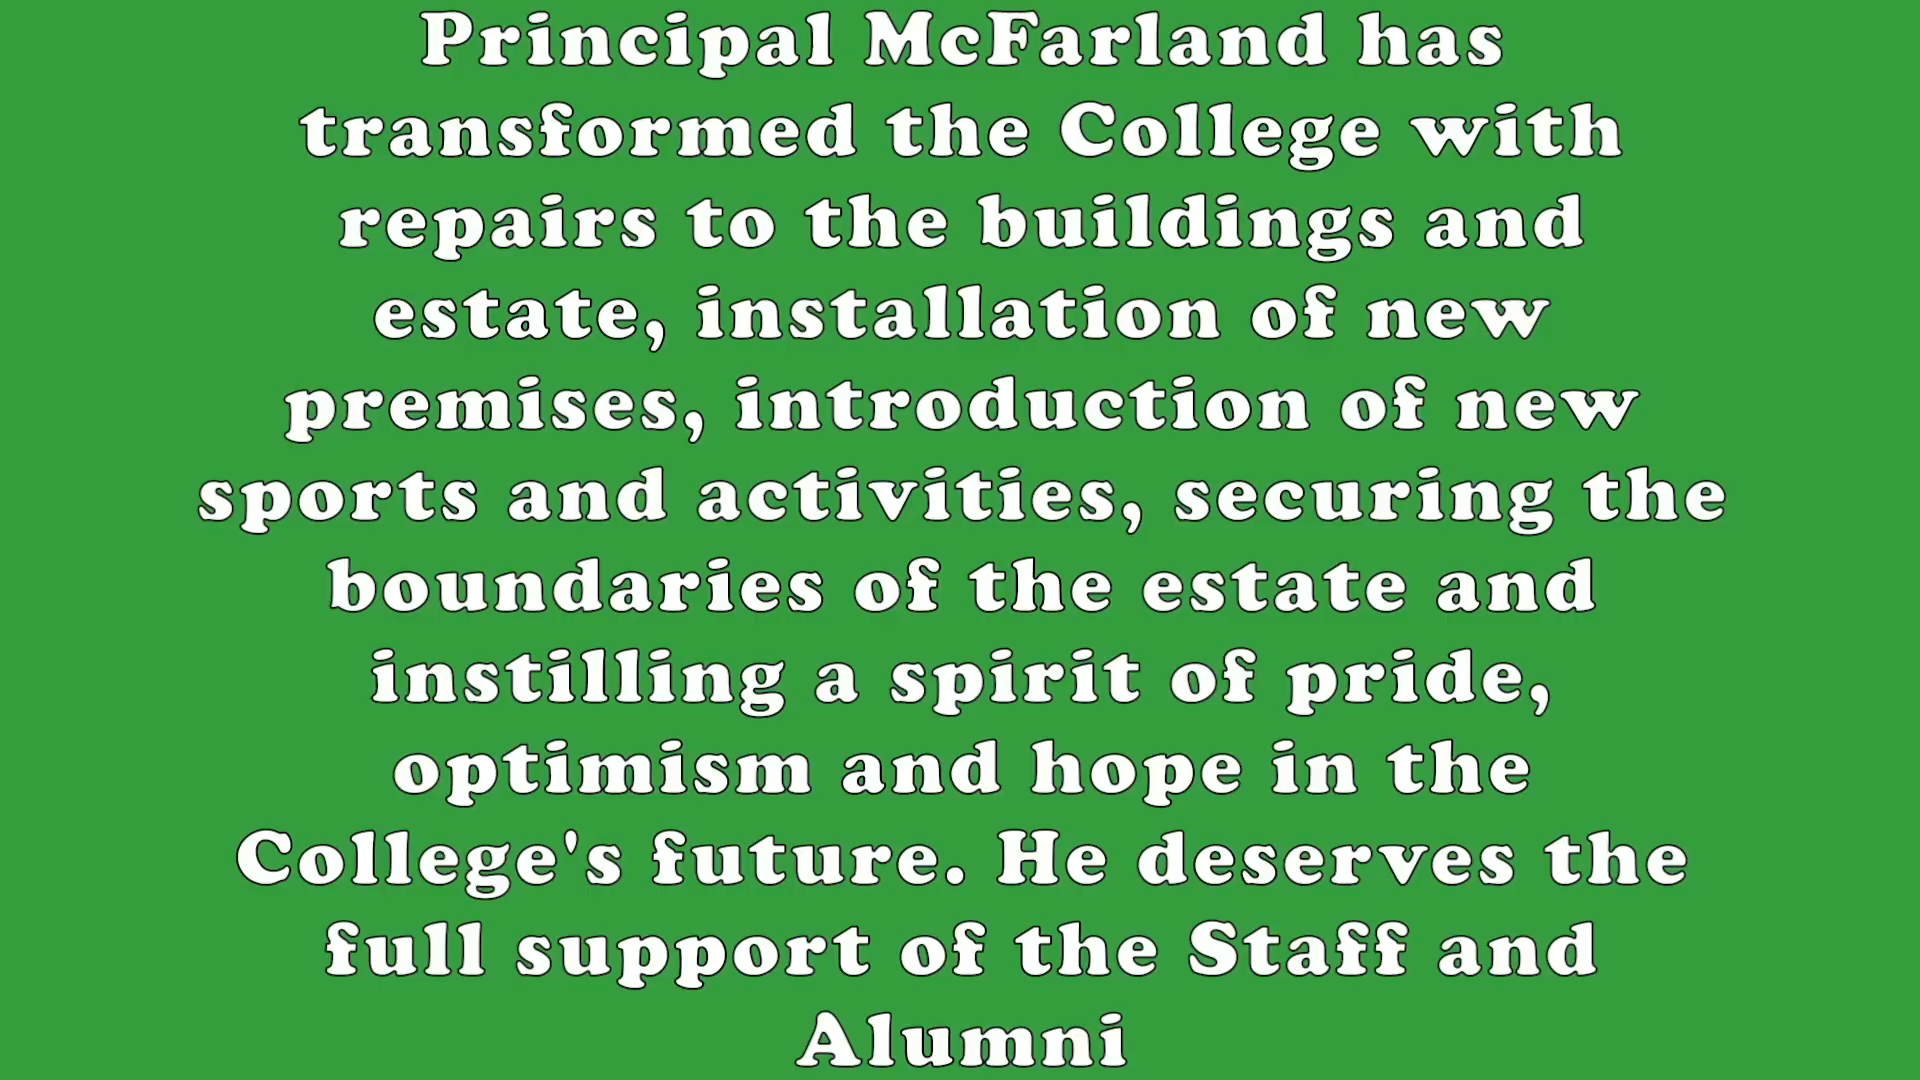 Principal McFarland has
transformed the College with
repairs to the buildings and
estate, installation of new
premises, introduction of new
sports and activities, securing the
boundaries of the estate and
instilling a spirit of pride,
optimism and hope in the
College's future. He deserves the
full support of the Staff and
Alumni